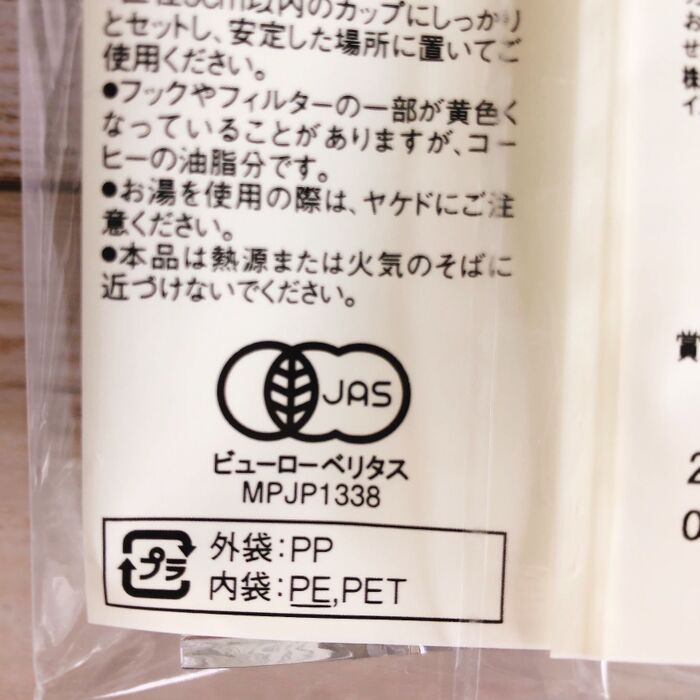 とセットし、安定した場所に置いてご
使用ください。
●フックやフィルターの一部が黄色く
なっていることがありますが、コー
ヒーの油脂分です。
●お湯を使用の際は、ヤケドにご注
意ください。
●本品は熱源または火気のそばに
近づけないでください。
JAS
ビューローベリタス
MPJP1338
プラ
外袋:PP
内袋:PE,PET
お
せ
株
賞
2
0